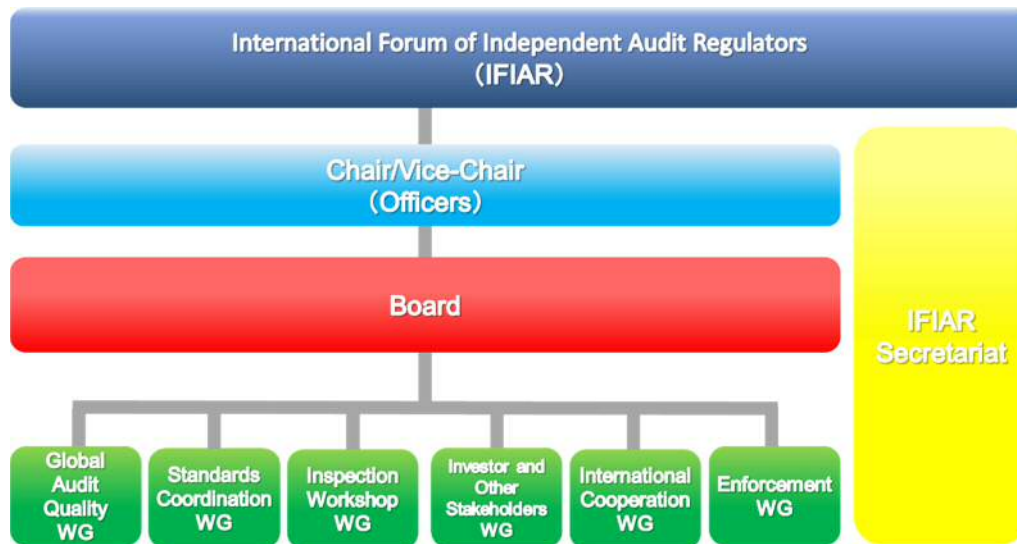 International Forum of Independent Audit Regulators
(IFIAR)
Chair/Vice-Chair
(Officers)
Board
IFIAR
Secretariat
Global
Audit
Quality
WG
Standards
Coordination
WG
Inspection
Workshop
WG
Investor and
Other
Stakeholders
WG
International
Cooperation
WG
Enforcement
WG